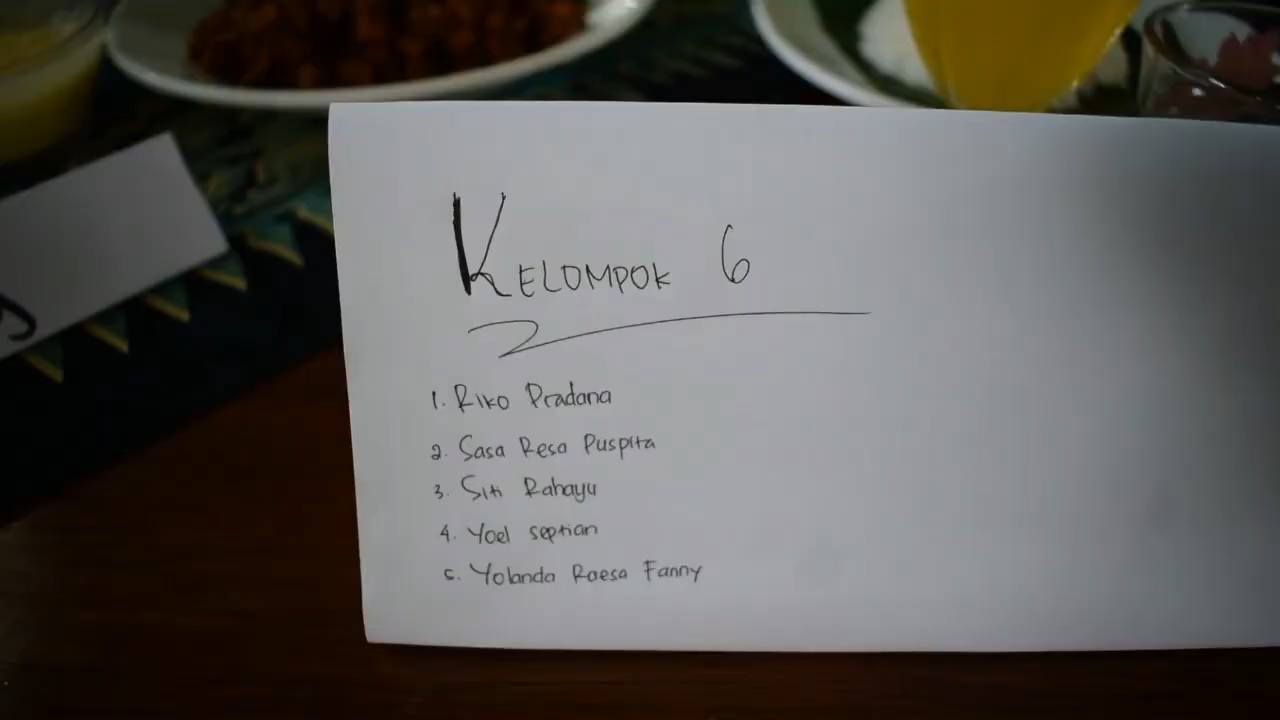 KELOMPOK 6
1. Riko Pradana
2. Sasa Resa Puspita
3. Siti Rahayu
4. Yoel septian
5. Yolanda Raesa Fanny